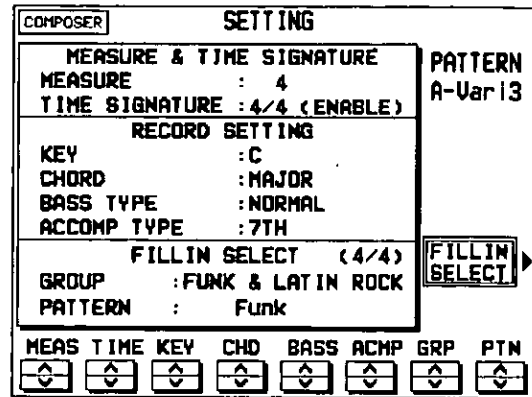 COMPOSER SETTING
MEASURE & TIME SIGNATURE
MEASURE : 4
TIME SIGNATURE : 4/4 (ENABLE)
RECORD SETTING
KEY :C
CHORD :MAJOR
BASS TYPE :NORMAL
ACCOMP TYPE :7TH
FILLIN SELECT (4/4)
GROUP :FUNK & LATIN ROCK
PATTERN : Funk
PATTERN
A-Vari3
FILLIN
SELECT
MEAS TIME KEY CHD BASS ACMP GRP PTN